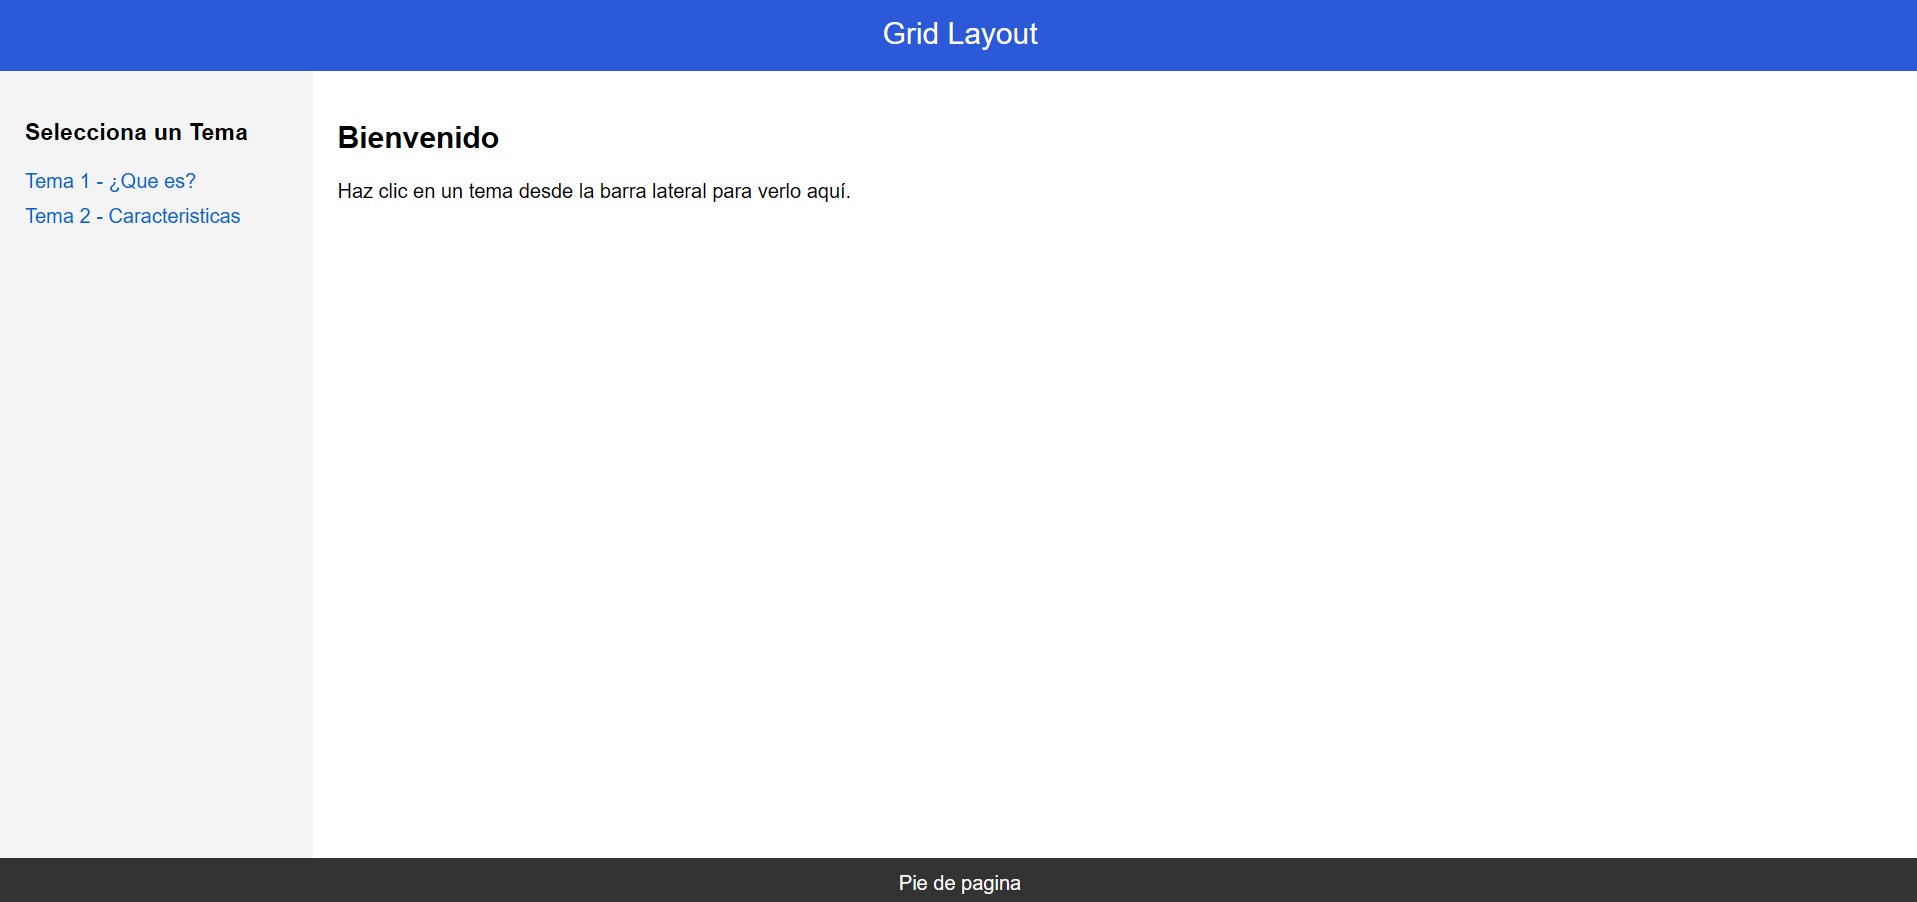 Grid Layout
Selecciona un Tema
Tema 1 - ¿Que es?
Tema 2 - Caracteristicas
Bienvenido
Haz clic en un tema desde la barra lateral para verlo aquí.
Pie de pagina